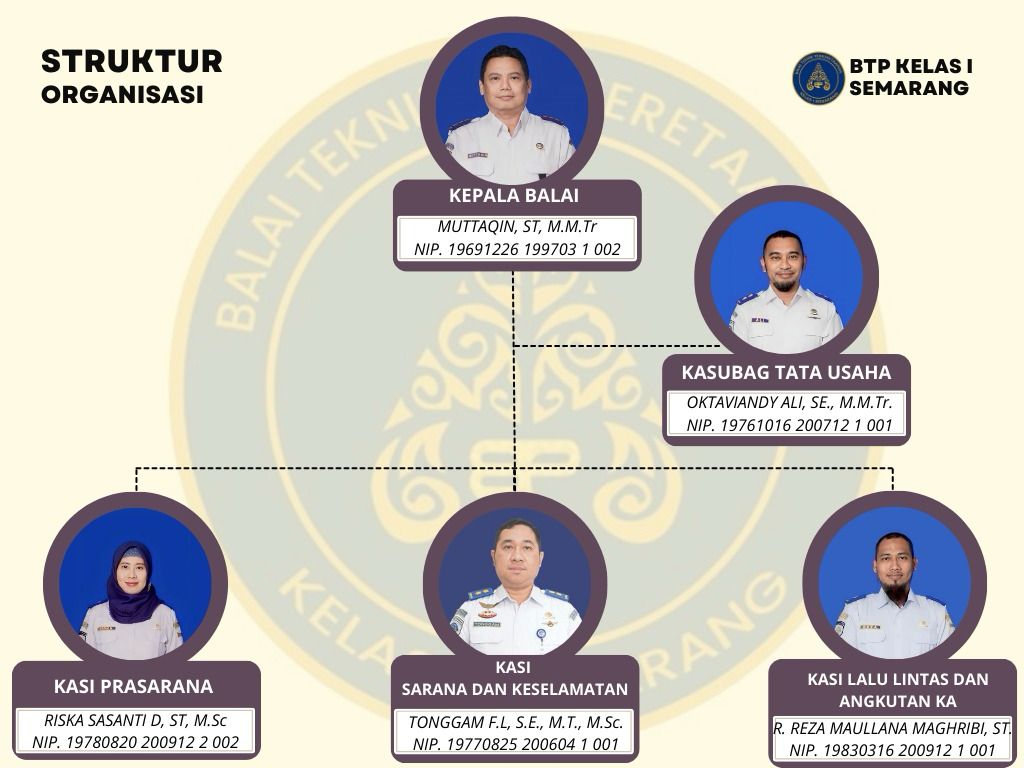 STRUKTUR
ORGANISASI
BTP KELAS I
SEMARANG
KEPALA BALAI
MUTTAQIN, ST, M.M.Tr
NIP. 19691226 199703 1 002
KASUBAG TATA USAHA
OKTAVIANDY ALI, SE., M.M.Tr.
NIP. 19761016 200712 1 001
KASI PRASARANA
RISKA SASANTI D, ST, M.Sc
NIP. 19780820 200912 2 002
KASI
SARANA DAN KESELAMATAN
TONGGAM F.L, S.E., M.T., M.Sc.
NIP. 19770825 200604 1 001
KASI LALU LINTAS DAN
ANGKUTAN KA
R. REZA MAULLANA MAGHRIBI, ST.
NIP. 19830316 200912 1 001
BALAI